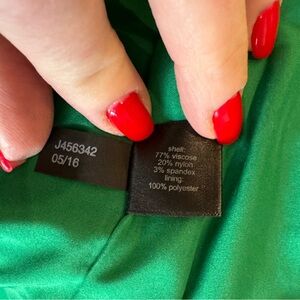 J456342
05/16
shell:
77% viscose
20% nylon
3% spandex
lining:
100% polyester